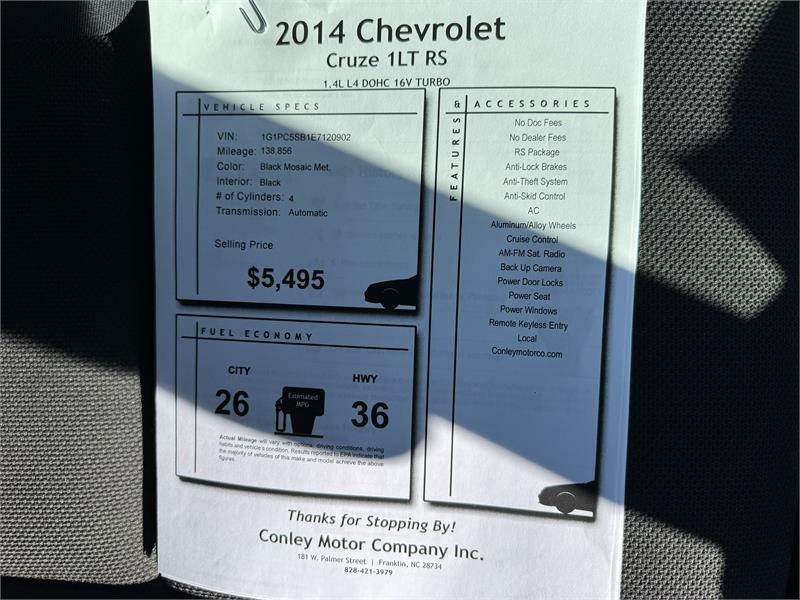 2014 Chevrolet
Cruze 1LT RS
1.4L L4 DOHC 16V TURBO
VEHICLE SPECS
VIN: 1G1PC5SB1E7120902
Mileage: 138,856
Color: Black Mosaic Met.
Interior: Black
# of Cylinders: 4
Transmission: Automatic
Selling Price
$5,495
FUEL ECONOMY
CITY
26
Estimated
MPG
HWY
36
Actual Mileage will vary with options, driving conditions, driving
habits and vehicle's condition. Results reported to EPA indicate that
the majority of vehicles of this make and model achieve the above
figures.
FEATURES & ACCESSORIES
No Doc Fees
No Dealer Fees
RS Package
Anti-Lock Brakes
Anti-Theft System
Anti-Skid Control
AC
Aluminum/Alloy Wheels
Cruise Control
AM-FM Sat. Radio
Back Up Camera
Power Door Locks
Power Seat
Power Windows
Remote Keyless Entry
Local
Conleymotorco.com
Thanks for Stopping By!
Conley Motor Company Inc.
181 W. Palmer Street | Franklin, NC 28734
828-421-3979